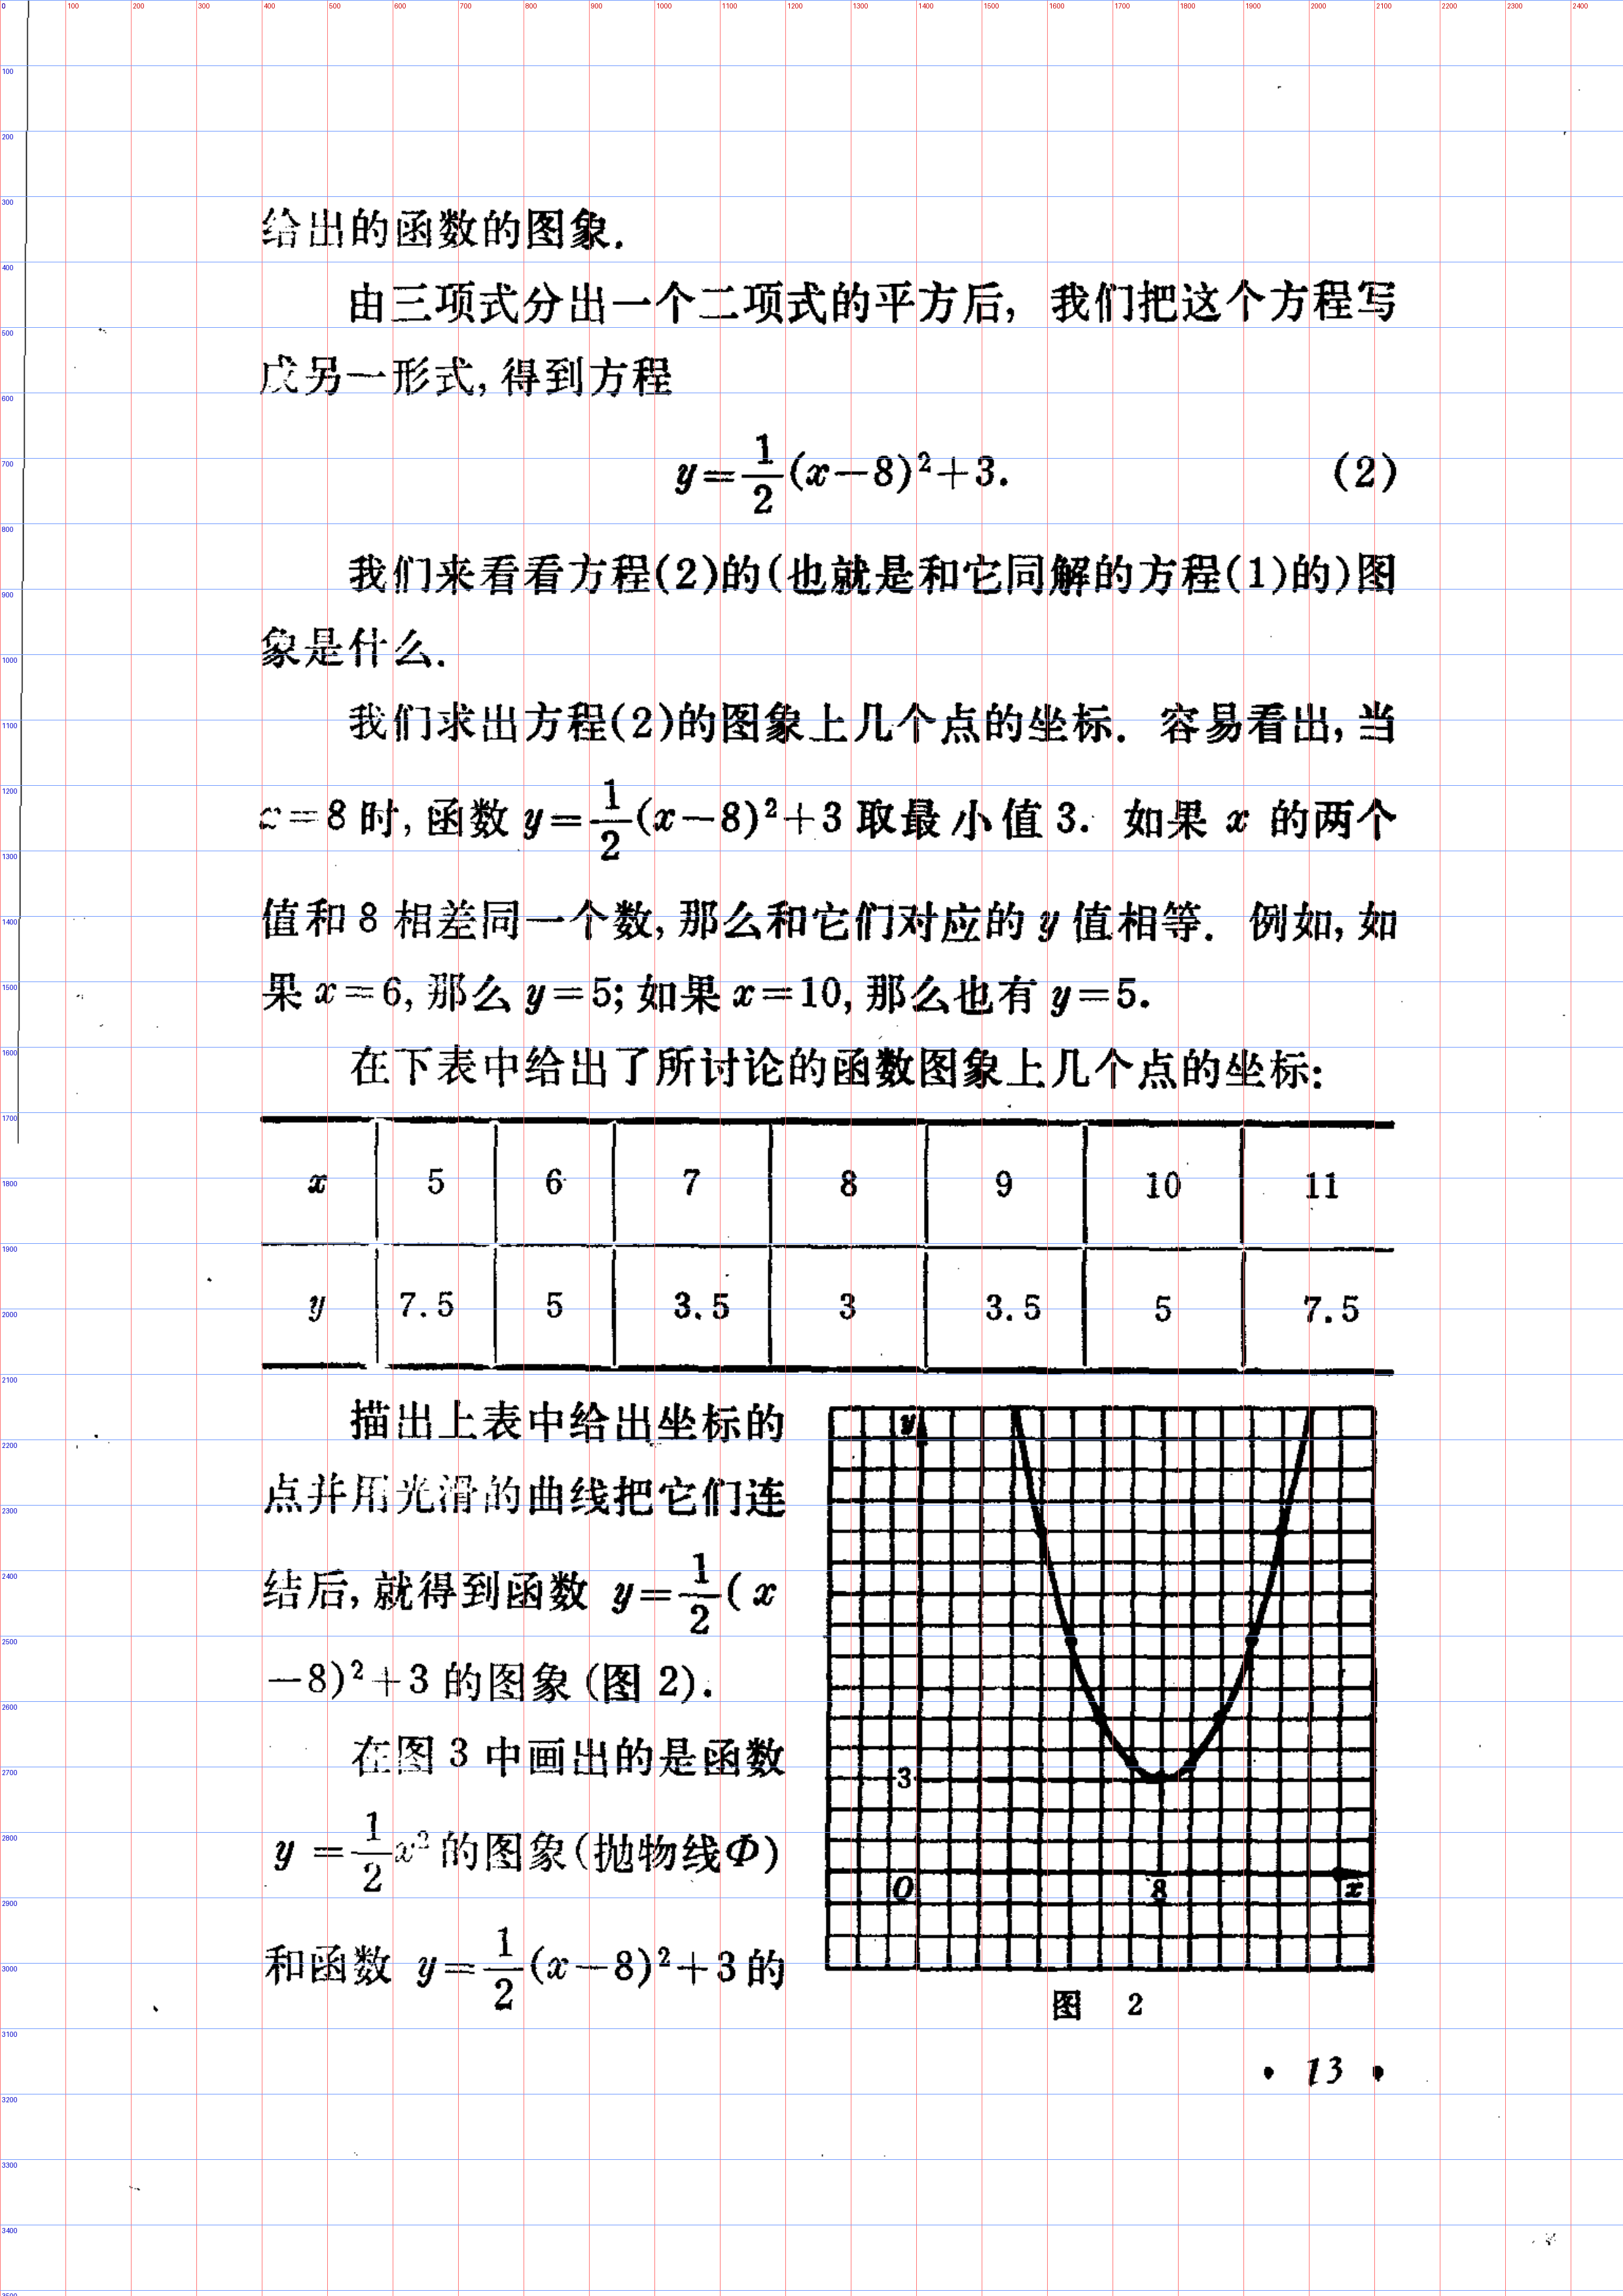 给出的函数的图象.
由三项式分出一个二项式的平方后, 我们把这个方程写
成另一形式, 得到方程
y=1/2(x-8)²+3. (2)
我们来看看方程(2)的(也就是和它同解的方程(1)的)图
象是什么.
我们求出方程(2)的图象上几个点的坐标. 容易看出, 当
x=8 时, 函数 y=1/2(x-8)²+3 取最小值 3. 如果 x 的两个
值和 8 相差同一个数, 那么和它们对应的 y 值相等. 例如, 如
果 x=6, 那么 y=5; 如果 x=10, 那么也有 y=5.
在下表中给出了所讨论的函数图象上几个点的坐标:
x 5 6 7 8 9 10 11
y 7.5 5 3.5 3 3.5 5 7.5
描出上表中给出坐标的
点并用光滑的曲线把它们连
结后, 就得到函数 y=1/2(x
-8)²+3 的图象(图 2).
在图 3 中画出的是函数
y=1/2x² 的图象(抛物线Φ)
和函数 y=1/2(x-8)²+3 的
y
3
O 8 x
图 2
• 13 •